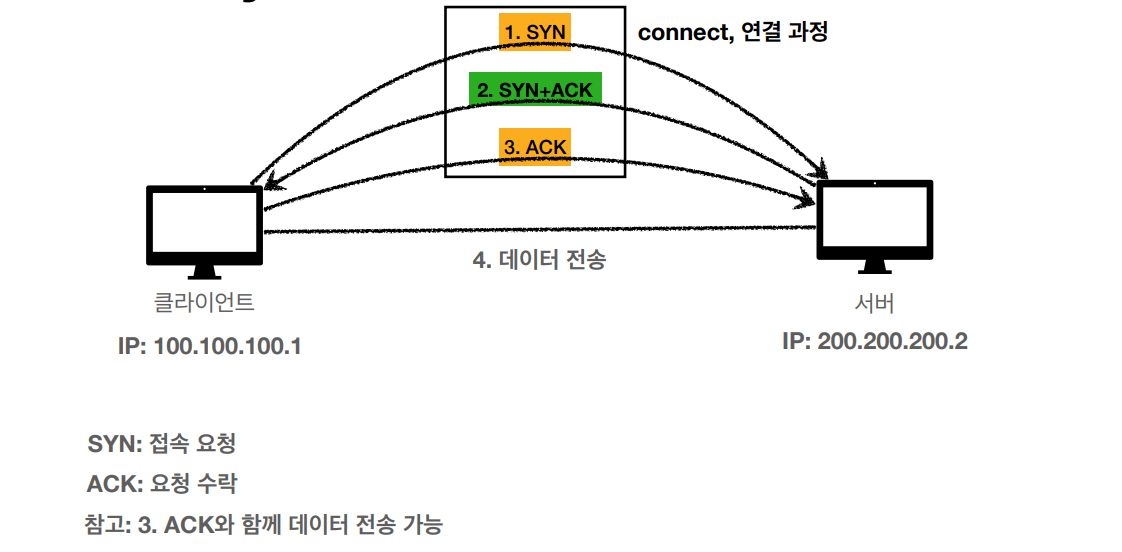 1. SYN
connect, 연결 과정
2. SYN+ACK
3. ACK
4. 데이터 전송
클라이언트
서버
IP: 100.100.100.1
IP: 200.200.200.2
SYN: 접속 요청
ACK: 요청 수락
참고: 3. ACK와 함께 데이터 전송 가능